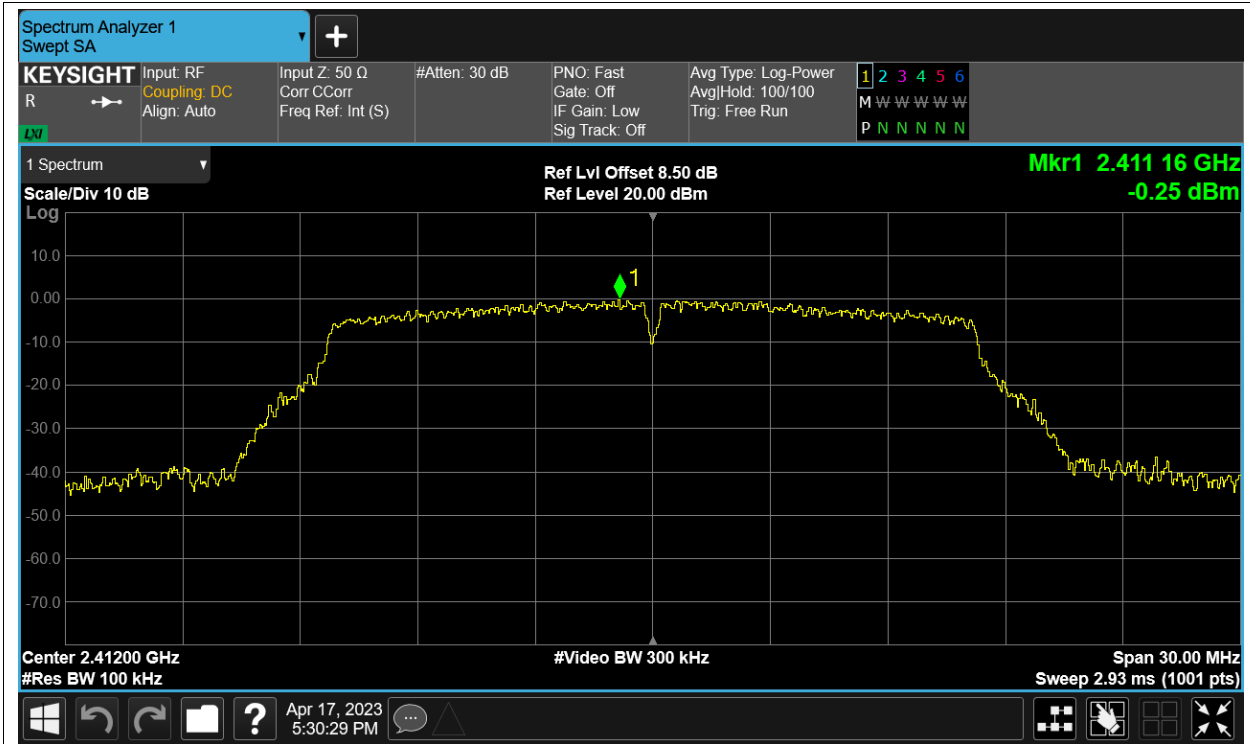 Spectrum Analyzer 1
Swept SA
KEYSIGHT
R
LXI
Input: RF
Coupling: DC
Align: Auto
Input Z: 50 Ω
Corr CCorr
Freq Ref: Int (S)
#Atten: 30 dB
PNO: Fast
Gate: Off
IF Gain: Low
Sig Track: Off
Avg Type: Log-Power
Avg|Hold: 100/100
Trig: Free Run
1 2 3 4 5 6
M W W W W W
P N N N N N
1 Spectrum
Scale/Div 10 dB
Log
Ref Lvl Offset 8.50 dB
Ref Level 20.00 dBm
Mkr1 2.411 16 GHz
-0.25 dBm
1
10.0
0.00
-10.0
-20.0
-30.0
-40.0
-50.0
-60.0
-70.0
Center 2.41200 GHz
#Video BW 300 kHz
Span 30.00 MHz
#Res BW 100 kHz
Sweep 2.93 ms (1001 pts)
?
Apr 17, 2023
5:30:29 PM